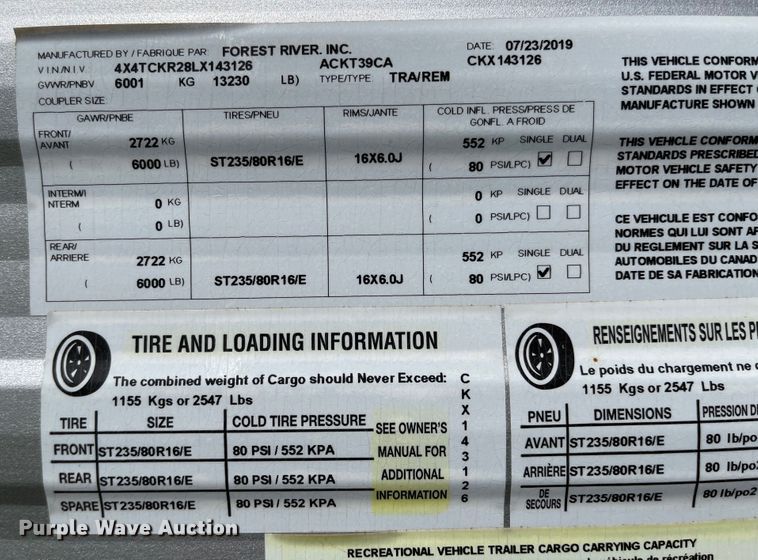 MANUFACTURED BY / FABRIQUE PAR FOREST RIVER. INC. DATE: 07/23/2019
V I N / N I V. 4X4TCKR28LX143126 ACKT39CA CKX143126
GVWR/PNBV 6001 KG 13230 LB) TYPE/TYPE: TRA/REM
COUPLER SIZE
GAWR/PNBE TIRES/PNEU RIMS/JANTE COLD INFL. PRESS/PRESS DE
GONFL. A FROID
FRONT/
AVANT 2722 KG 552 KP SINGLE DUAL
( 6000 LB) ST235/80R16/E 16X6.0J ( 80 PSI/LPC)
INTERM/I
NTERM 0 KG 0 KP SINGLE DUAL
( 0 LB) ( 0 PSI/LPC)
REAR/
ARRIERE 2722 KG 552 KP SINGLE DUAL
( 6000 LB) ST235/80R16/E 16X6.0J ( 80 PSI/LPC)
THIS VEHICLE CONFORM
U.S. FEDERAL MOTOR V
STANDARDS IN EFFECT
MANUFACTURE SHOWN
THIS VEHICLE CONFORM
STANDARDS PRESCRIBED
MOTOR VEHICLE SAFETY
EFFECT ON THE DATE OF
CE VEHICULE EST CONFO
NORMES QUI LUI SONT AF
DU REGLEMENT SUR LA S
AUTOMOBILES DU CANAD
DATE DE SA FABRICATION
TIRE AND LOADING INFORMATION
The combined weight of Cargo should Never Exceed:
1155 Kgs or 2547 Lbs
TIRE SIZE COLD TIRE PRESSURE SEE OWNER'S
FRONT ST235/80R16/E 80 PSI / 552 KPA MANUAL FOR
REAR ST235/80R16/E 80 PSI / 552 KPA ADDITIONAL
SPARE ST235/80R16/E 80 PSI / 552 KPA INFORMATION
CKX143126
RENSEIGNEMENTS SUR LES P
Le poids du chargement ne
1155 Kgs or 2547 Lbs
PNEU DIMENSIONS PRESSION D
AVANT ST235/80R16/E 80 lb/po
ARRIÈRE ST235/80R16/E 80 lb/po
DE
SECOURS ST235/80R16/E 80 lb/po2
RECREATIONAL VEHICLE TRAILER CARGO CARRYING CAPACITY
Purple Wave Auction